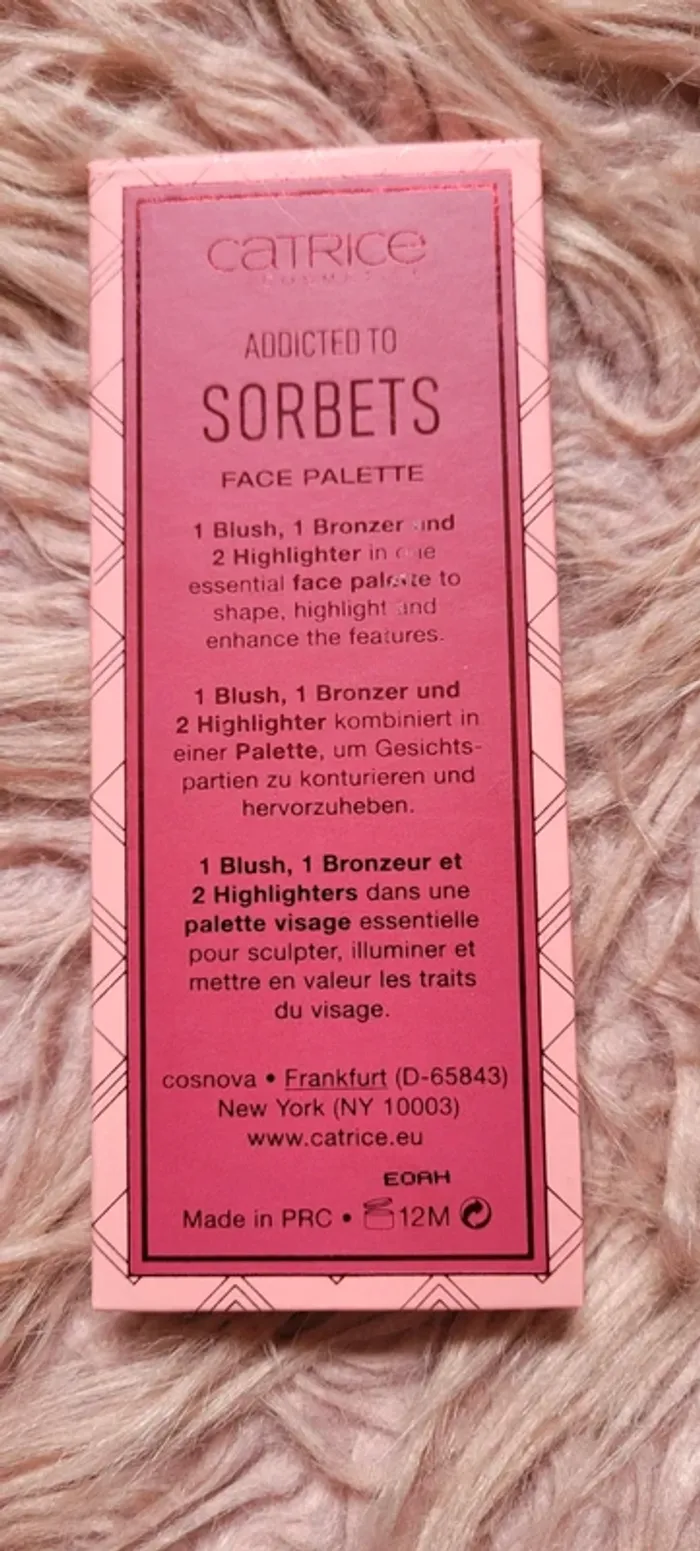 CATRICE
COSMETICS
ADDICTED TO
SORBETS
FACE PALETTE
1 Blush, 1 Bronzer and
2 Highlighter in one
essential face palette to
shape, highlight and
enhance the features.
1 Blush, 1 Bronzer und
2 Highlighter kombiniert in
einer Palette, um Gesichts-
partien zu konturieren und
hervorzuheben.
1 Blush, 1 Bronzeur et
2 Highlighters dans une
palette visage essentielle
pour sculpter, illuminer et
mettre en valeur les traits
du visage.
cosnova • Frankfurt (D-65843)
New York (NY 10003)
www.catrice.eu
EOAH
Made in PRC • 12M